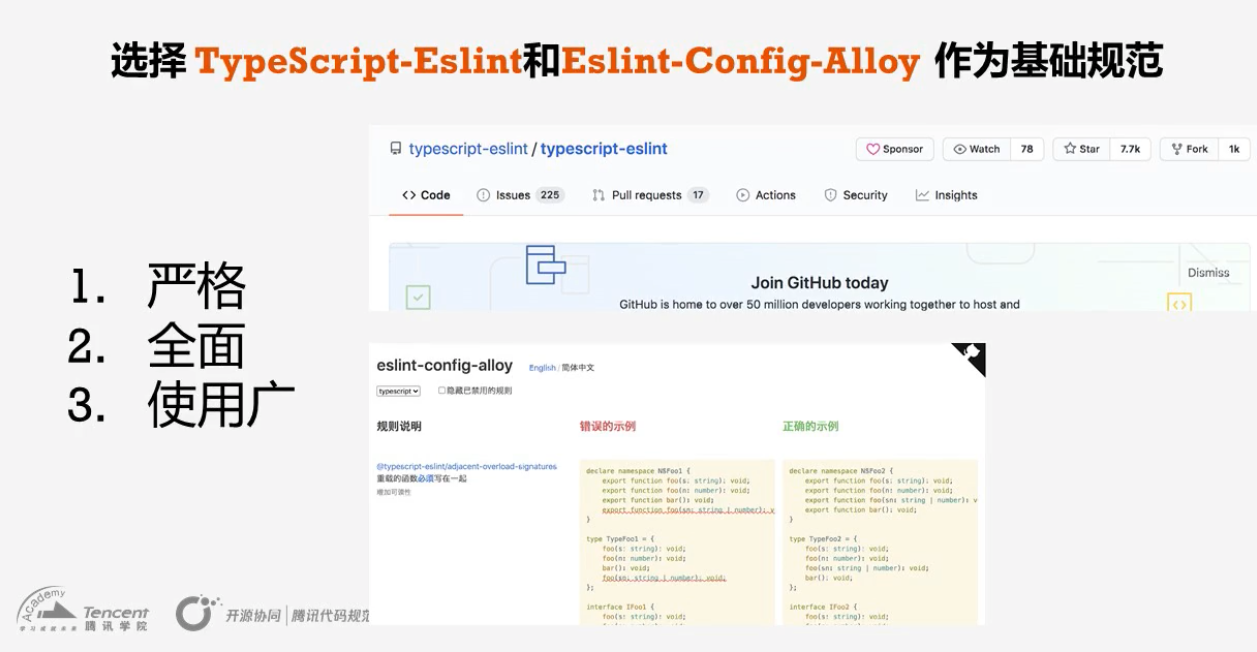 选择 TypeScript-Eslint和Eslint-Config-Alloy 作为基础规范
typescript-eslint / typescript-eslint
Sponsor
Watch 78
Star 7.7k
Fork 1k
Code
Issues 225
Pull requests 17
Actions
Security
Insights
Join GitHub today
GitHub is home to over 50 million developers working together to host and
Dismiss
1. 严格
2. 全面
3. 使用广
eslint-config-alloy English / 简体中文
typescript
隐藏已禁用的规则
规则说明
错误的示例
正确的示例
@typescript-eslint/adjacent-overload-signatures
重载的函数必须写在一起
增加可读性
declare namespace NSFoo1 {
export function foo(s: string): void;
export function foo(n: number): void;
export function bar(): void;
export function foo(sn: string | number): v
}
type TypeFoo1 = {
foo(s: string): void;
foo(n: number): void;
bar(): void;
foo(sn: string | number): void;
};
interface IFoo1 {
foo(s: string): void;
declare namespace NSFoo2 {
export function foo(s: string): void;
export function foo(n: number): void;
export function foo(sn: string | number): v
export function bar(): void;
}
type TypeFoo2 = {
foo(s: string): void;
foo(n: number): void;
foo(sn: string | number): void;
bar(): void;
};
interface IFoo2 {
foo(s: string): void;
Academy
Tencent
腾讯学院
学习成就未来
开源协同 | 腾讯代码规范